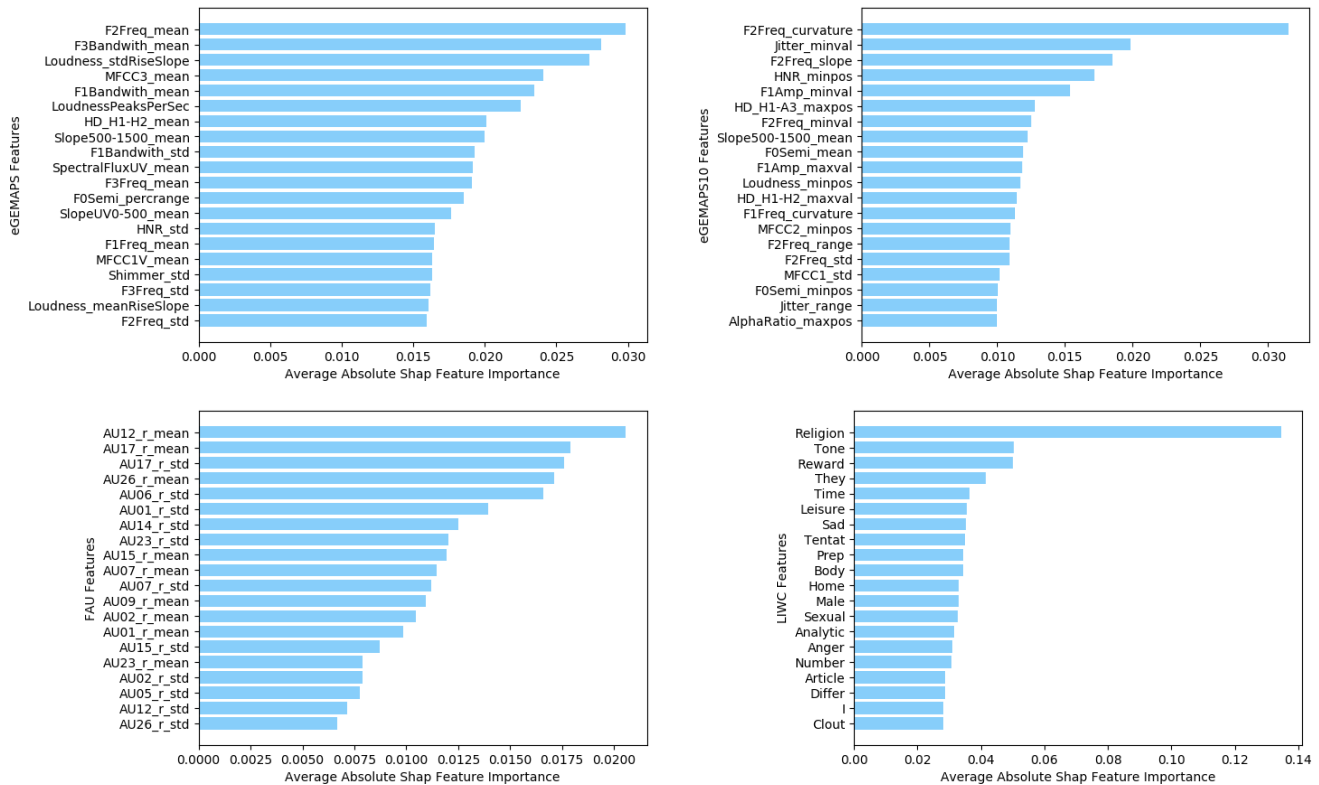 eGEMAPS Features
F2Freq_mean
F3Bandwith_mean
Loudness_stdRiseSlope
MFCC3_mean
F1Bandwith_mean
LoudnessPeaksPerSec
HD_H1-H2_mean
Slope500-1500_mean
F1Bandwith_std
SpectralFluxUV_mean
F3Freq_mean
F0Semi_percrange
SlopeUV0-500_mean
HNR_std
F1Freq_mean
MFCC1V_mean
Shimmer_std
F3Freq_std
Loudness_meanRiseSlope
F2Freq_std
0.000 0.005 0.010 0.015 0.020 0.025 0.030
Average Absolute Shap Feature Importance
eGEMAPS10 Features
F2Freq_curvature
Jitter_minval
F2Freq_slope
HNR_minpos
F1Amp_minval
HD_H1-A3_maxpos
F2Freq_minval
Slope500-1500_mean
F0Semi_mean
F1Amp_maxval
Loudness_minpos
HD_H1-H2_maxval
F1Freq_curvature
MFCC2_minpos
F2Freq_range
F2Freq_std
MFCC1_std
F0Semi_minpos
Jitter_range
AlphaRatio_maxpos
0.000 0.005 0.010 0.015 0.020 0.025 0.030
Average Absolute Shap Feature Importance
FAU Features
AU12_r_mean
AU17_r_mean
AU17_r_std
AU26_r_mean
AU06_r_std
AU01_r_std
AU14_r_std
AU23_r_std
AU15_r_mean
AU07_r_mean
AU07_r_std
AU09_r_mean
AU02_r_mean
AU01_r_mean
AU15_r_std
AU23_r_mean
AU02_r_std
AU05_r_std
AU12_r_std
AU26_r_std
0.0000 0.0025 0.0050 0.0075 0.0100 0.0125 0.0150 0.0175 0.0200
Average Absolute Shap Feature Importance
LIWC Features
Religion
Tone
Reward
They
Time
Leisure
Sad
Tentat
Prep
Body
Home
Male
Sexual
Analytic
Anger
Number
Article
Differ
I
Clout
0.00 0.02 0.04 0.06 0.08 0.10 0.12 0.14
Average Absolute Shap Feature Importance